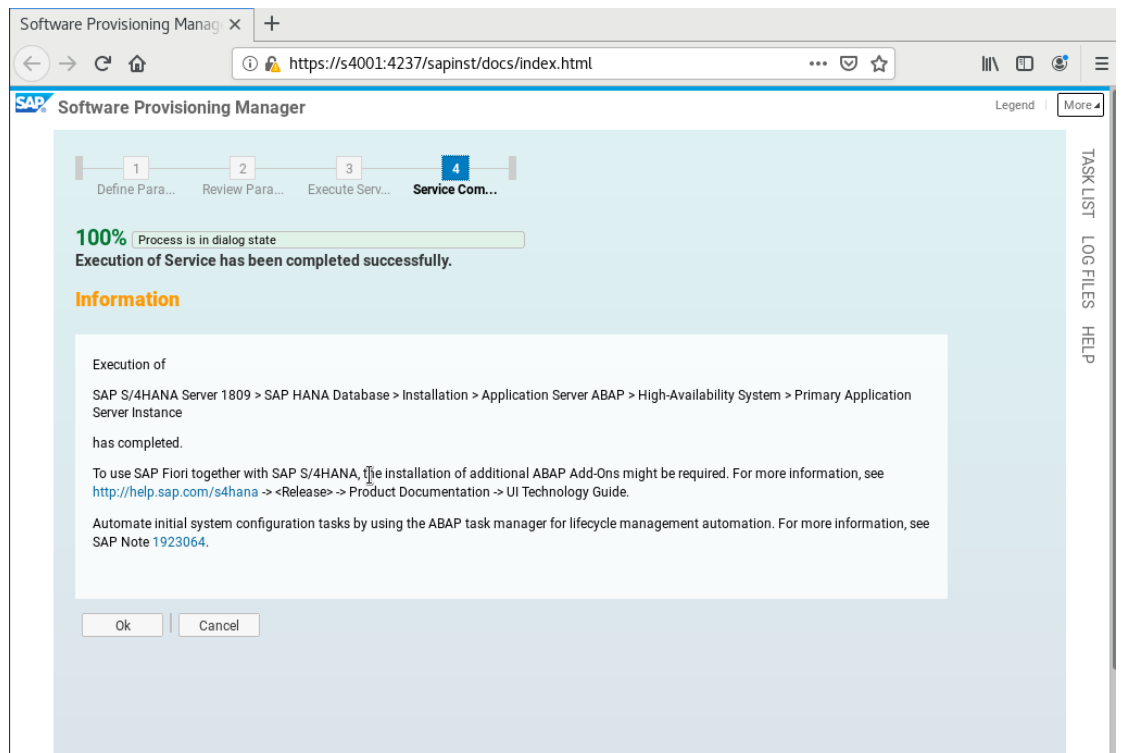 Software Provisioning Manag
https://s4001:4237/sapinst/docs/index.html
SAP Software Provisioning Manager
Legend
More
1
2
3
4
Define Para...
Review Para...
Execute Serv...
Service Com...
100% Process is in dialog state
Execution of Service has been completed successfully.
Information
Execution of
SAP S/4HANA Server 1809 > SAP HANA Database > Installation > Application Server ABAP > High-Availability System > Primary Application
Server Instance
has completed.
To use SAP Fiori together with SAP S/4HANA, the installation of additional ABAP Add-Ons might be required. For more information, see
http://help.sap.com/s4hana -> <Release> -> Product Documentation -> UI Technology Guide.
Automate initial system configuration tasks by using the ABAP task manager for lifecycle management automation. For more information, see
SAP Note 1923064.
Ok
Cancel
TASK LIST
LOG FILES
HELP